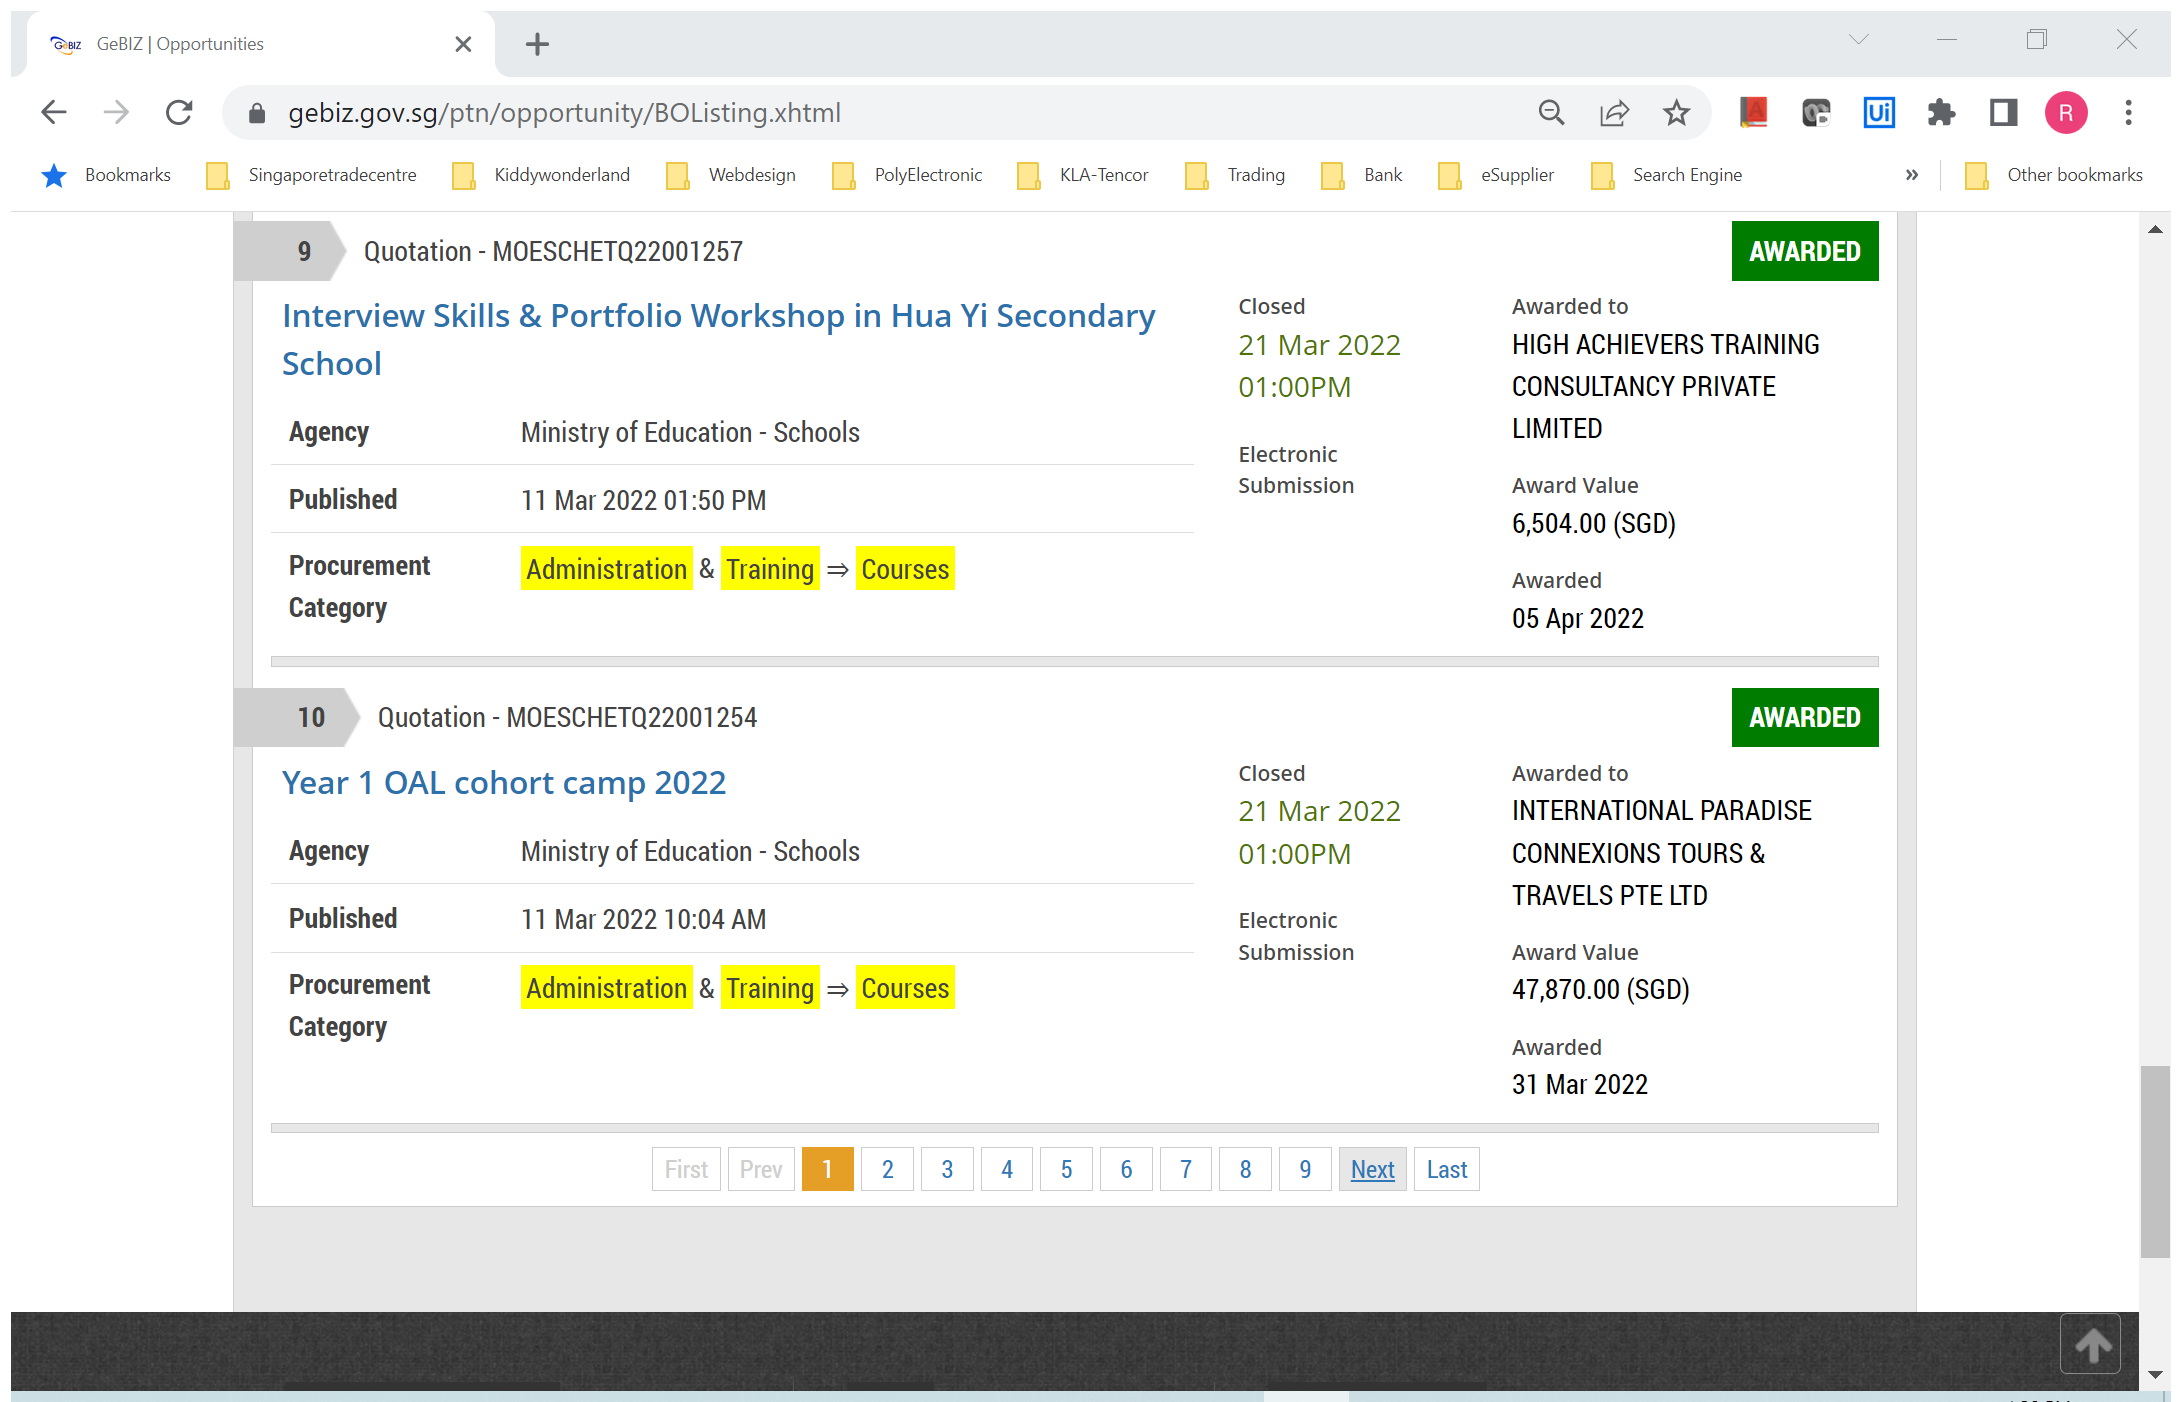 GeBIZ GeBIZ | Opportunities
gebiz.gov.sg/ptn/opportunity/BOListing.xhtml
A
Ui
R
Bookmarks Singaporetradecentre Kiddywonderland Webdesign PolyElectronic KLA-Tencor Trading Bank eSupplier Search Engine » Other bookmarks
9 Quotation - MOESCHETQ22001257 AWARDED
Interview Skills & Portfolio Workshop in Hua Yi Secondary
School
Agency Ministry of Education - Schools
Published 11 Mar 2022 01:50 PM
Procurement
Category
Administration & Training ⇒ Courses
Closed
21 Mar 2022
01:00PM
Electronic
Submission
Awarded to
HIGH ACHIEVERS TRAINING
CONSULTANCY PRIVATE
LIMITED
Award Value
6,504.00 (SGD)
Awarded
05 Apr 2022
10 Quotation - MOESCHETQ22001254 AWARDED
Year 1 OAL cohort camp 2022
Agency Ministry of Education - Schools
Published 11 Mar 2022 10:04 AM
Procurement
Category
Administration & Training ⇒ Courses
Closed
21 Mar 2022
01:00PM
Electronic
Submission
Awarded to
INTERNATIONAL PARADISE
CONNEXIONS TOURS &
TRAVELS PTE LTD
Award Value
47,870.00 (SGD)
Awarded
31 Mar 2022
First Prev 1 2 3 4 5 6 7 8 9 Next Last